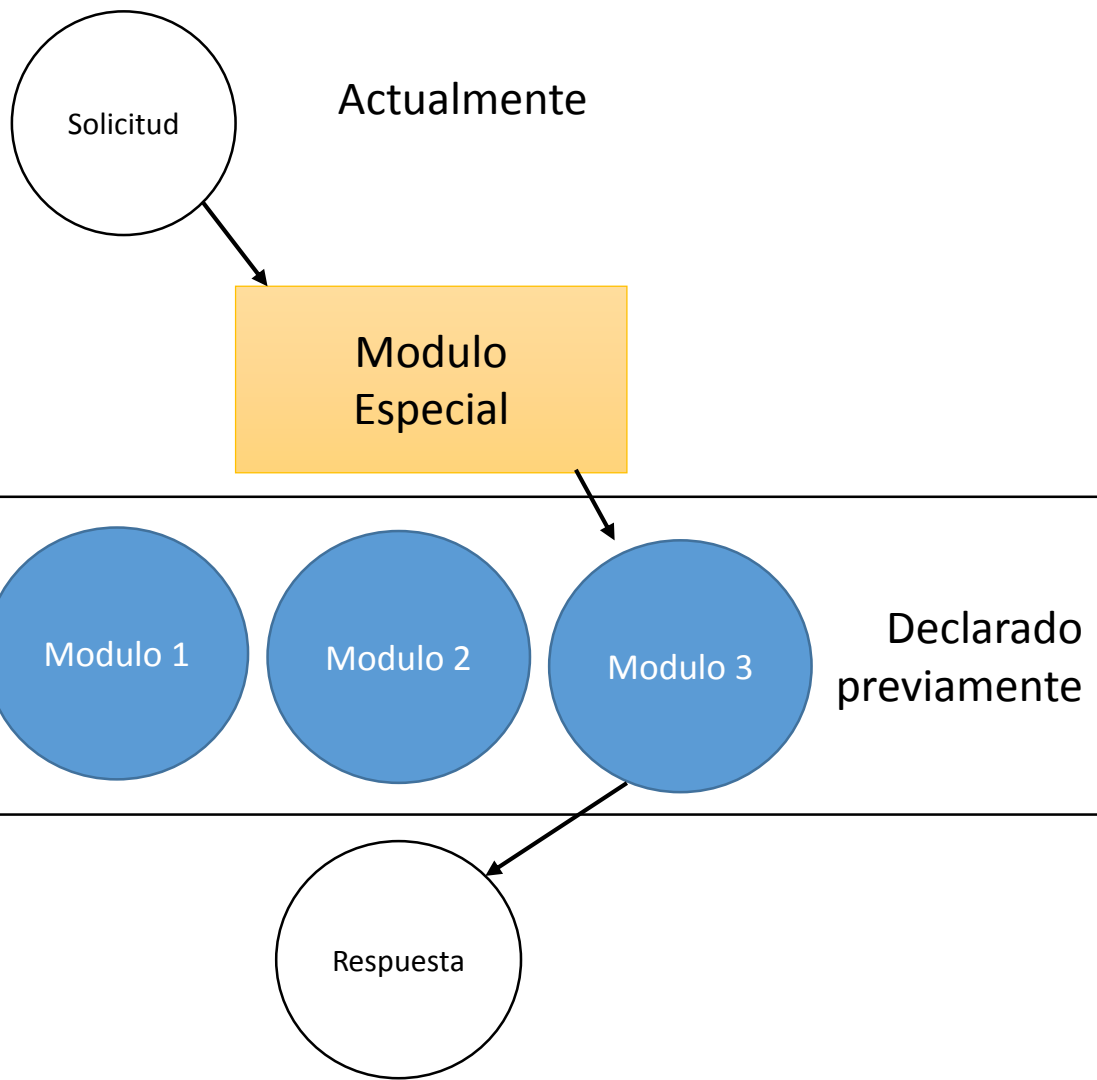 Solicitud
Actualmente
Modulo
Especial
Modulo 1
Modulo 2
Modulo 3
Declarado
previamente
Respuesta